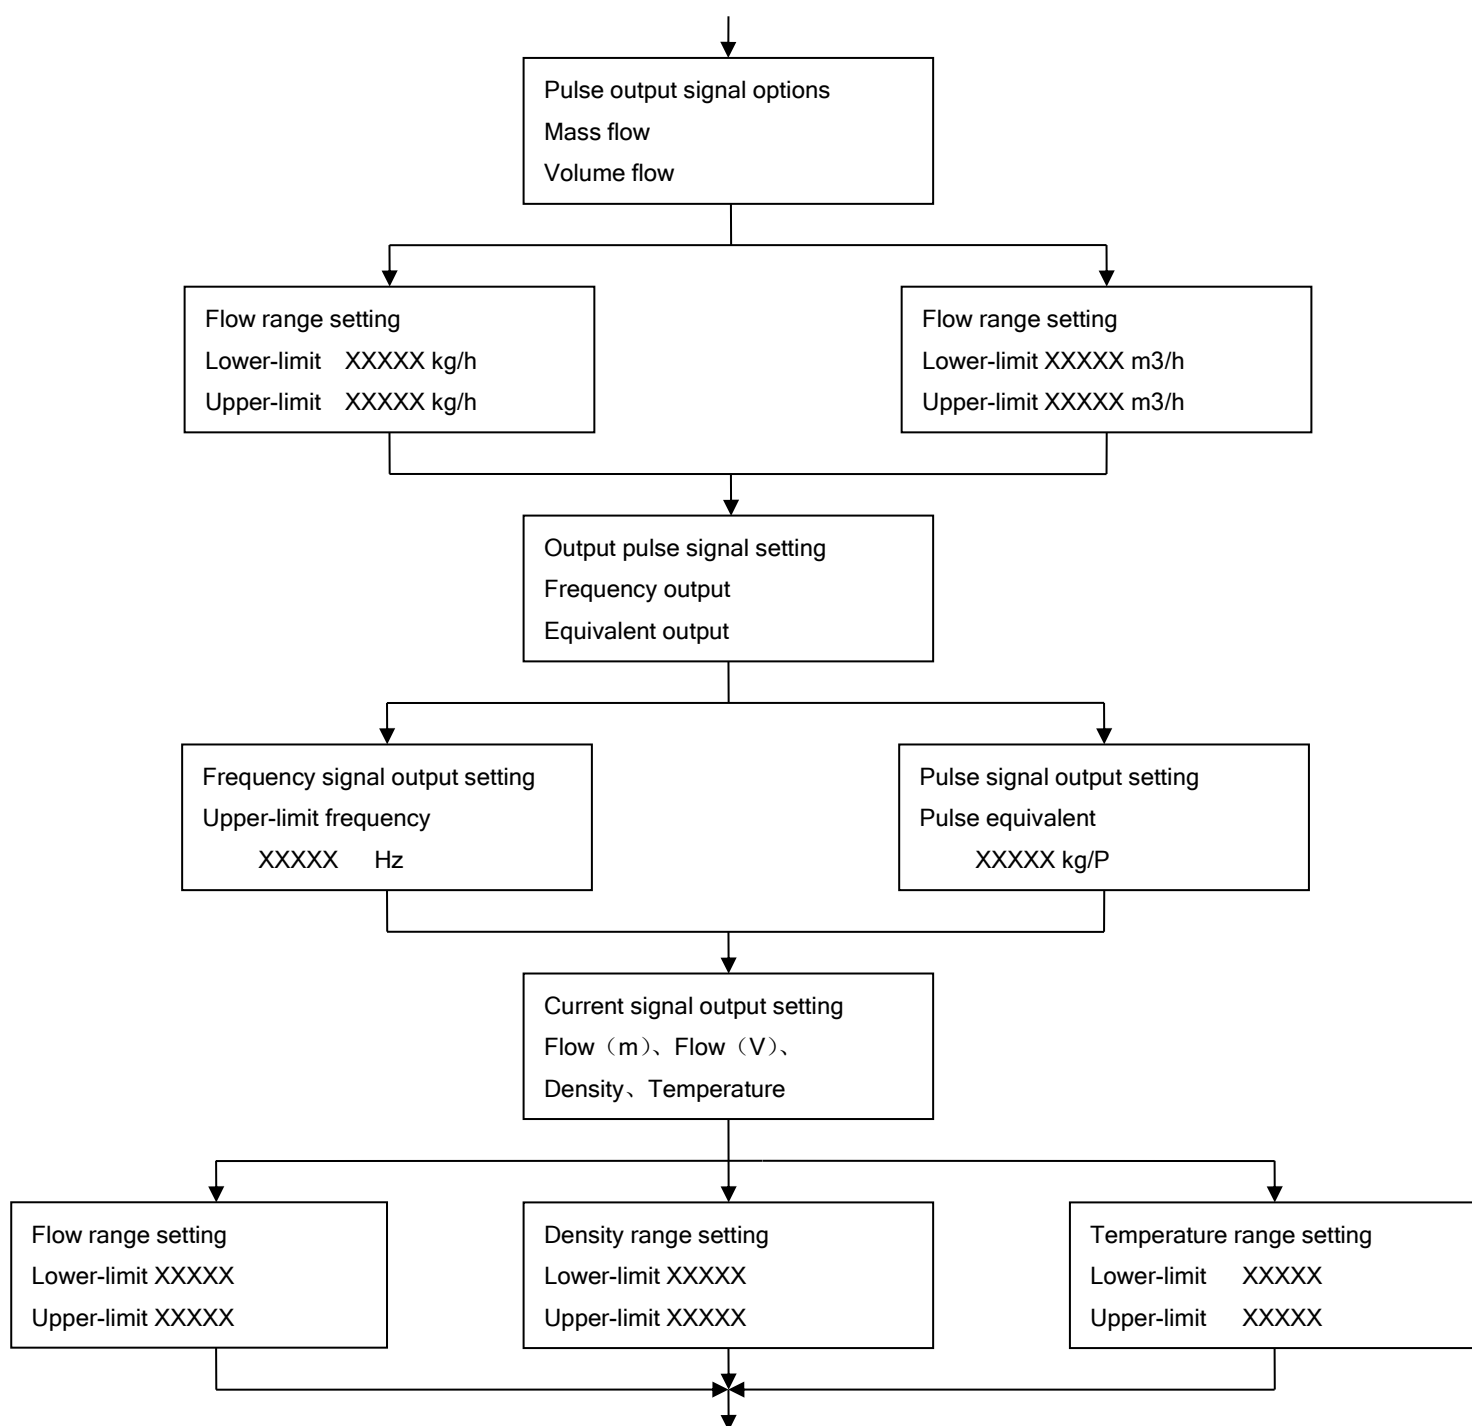 Pulse output signal options
Mass flow
Volume flow
Flow range setting
Lower-limit XXXXX kg/h
Upper-limit XXXXX kg/h
Flow range setting
Lower-limit XXXXX m3/h
Upper-limit XXXXX m3/h
Output pulse signal setting
Frequency output
Equivalent output
Frequency signal output setting
Upper-limit frequency
XXXXX Hz
Pulse signal output setting
Pulse equivalent
XXXXX kg/P
Current signal output setting
Flow（m）、Flow（V）、
Density、Temperature
Flow range setting
Lower-limit XXXXX
Upper-limit XXXXX
Density range setting
Lower-limit XXXXX
Upper-limit XXXXX
Temperature range setting
Lower-limit XXXXX
Upper-limit XXXXX